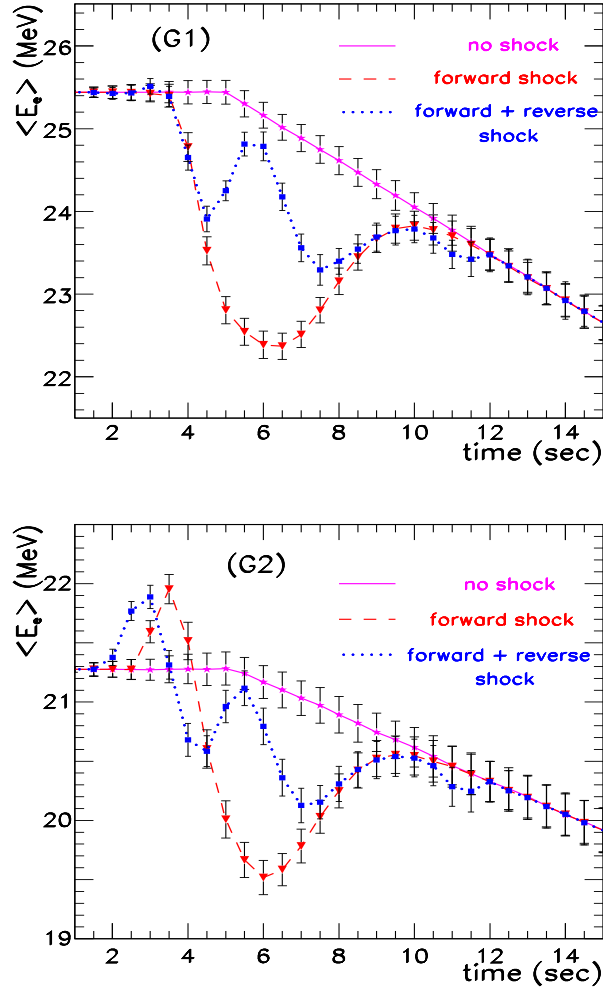 (G1)
<E_e> (MeV)
no shock
forward shock
forward + reverse
shock
26
25
24
23
22
2 4 6 8 10 12 14
time (sec)
(G2)
<E_e> (MeV)
no shock
forward shock
forward + reverse
shock
22
21
20
19
2 4 6 8 10 12 14
time (sec)